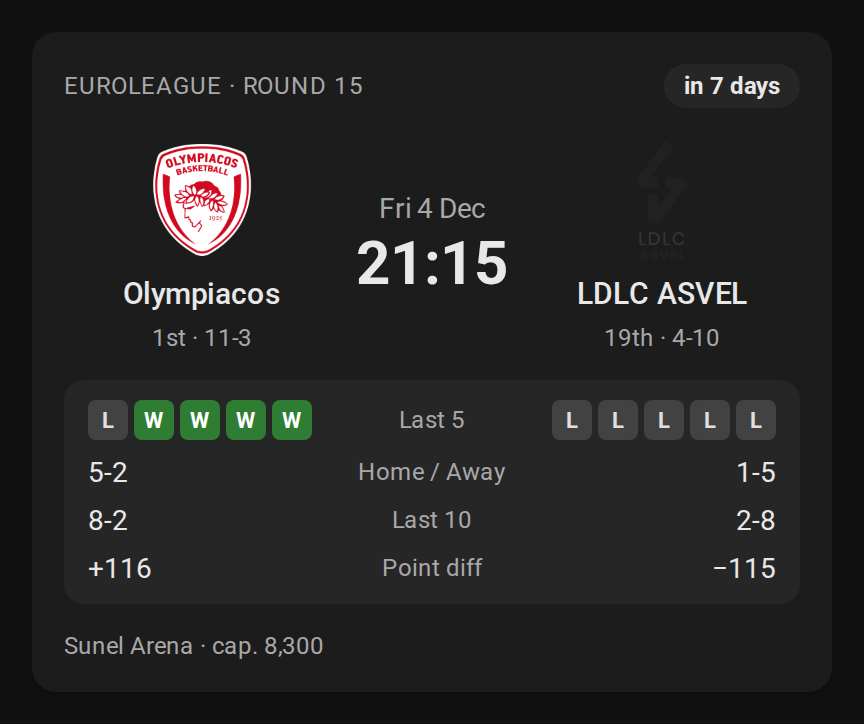 EUROLEAGUE · ROUND 15
in 7 days
OLYMPIACOS
BASKETBALL
1925
Olympiacos
1st · 11-3
Fri 4 Dec
21:15
LDLC
ASVEL
LDLC ASVEL
19th · 4-10
L W W W W Last 5 L L L L L
5-2 Home / Away 1-5
8-2 Last 10 2-8
+116 Point diff −115
Sunel Arena · cap. 8,300